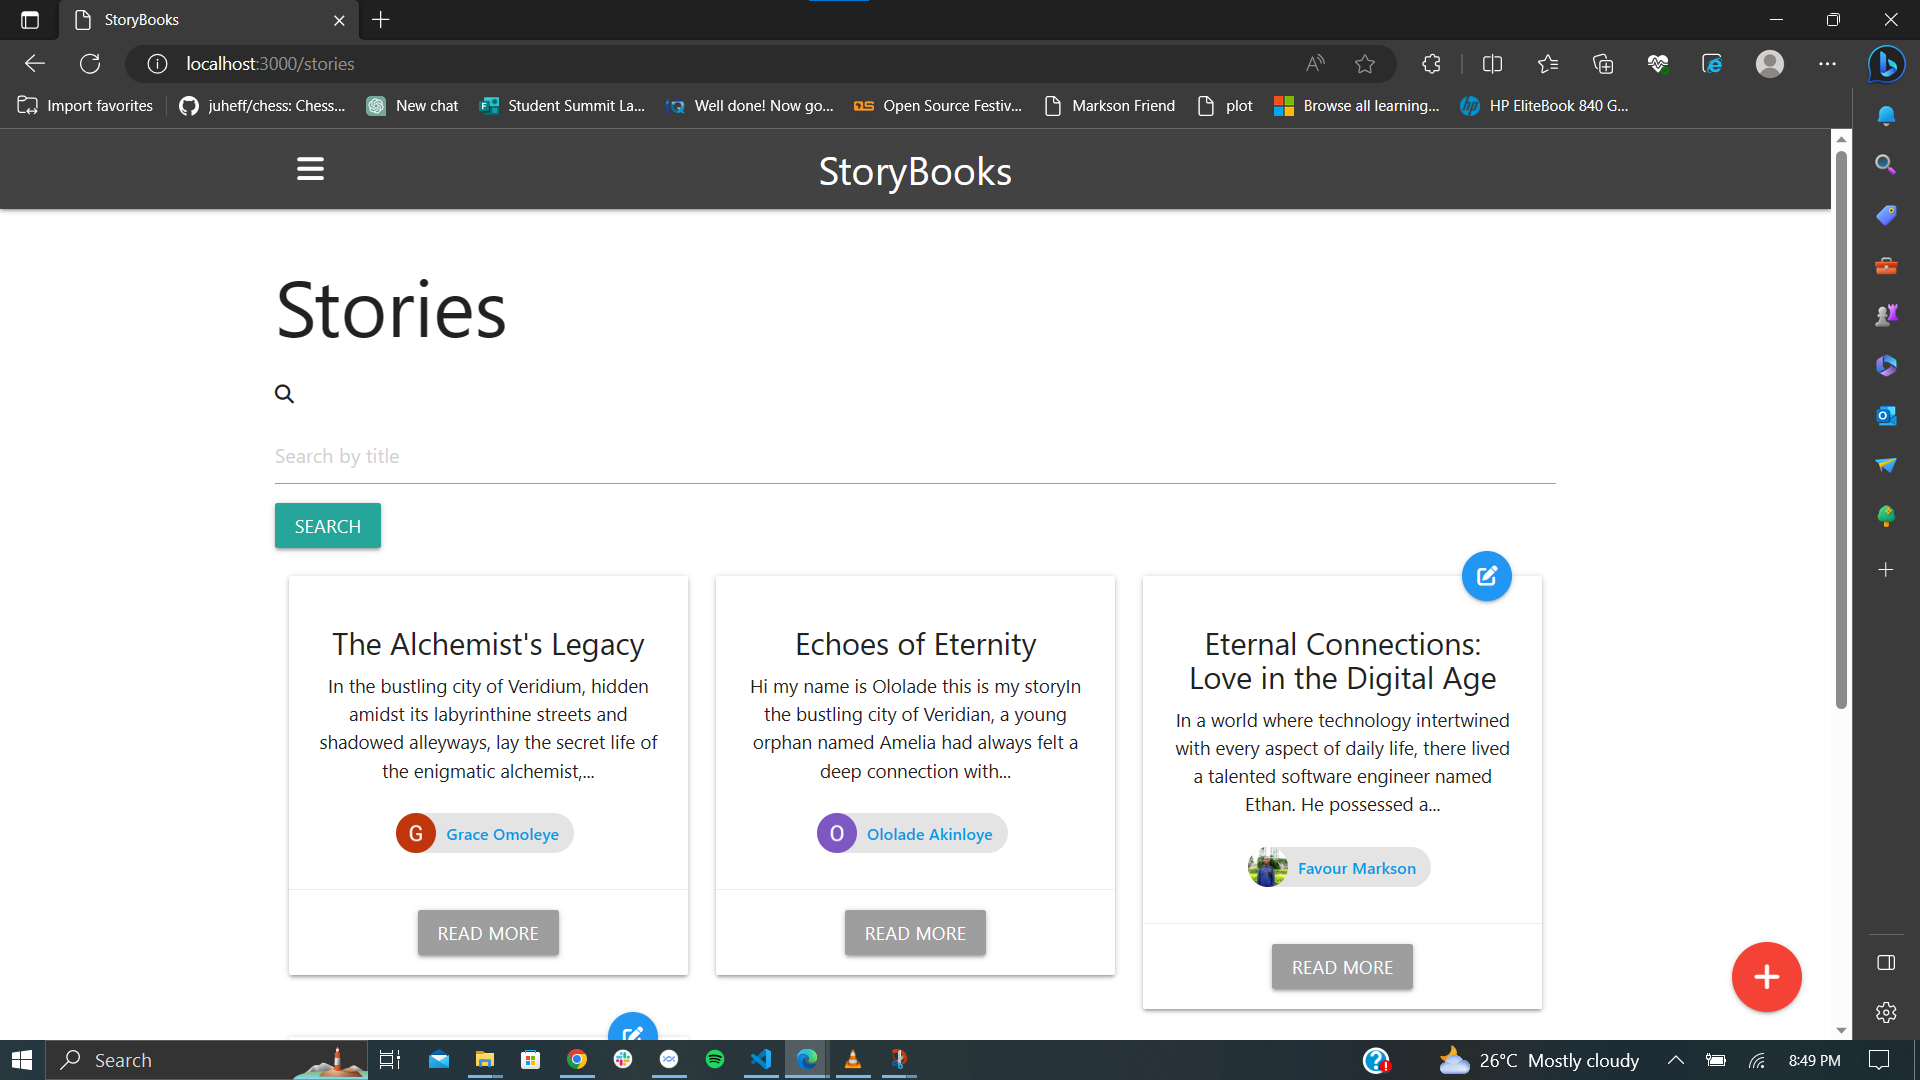 StoryBooks
localhost:3000/stories
Import favorites
juheff/chess: Chess...
New chat
Student Summit La...
Well done! Now go...
Open Source Festiv...
Markson Friend
plot
Browse all learning...
HP EliteBook 840 G...
StoryBooks
Stories
Search by title
SEARCH
The Alchemist's Legacy
In the bustling city of Veridium, hidden
amidst its labyrinthine streets and
shadowed alleyways, lay the secret life of
the enigmatic alchemist,...
G
Grace Omoleye
READ MORE
Echoes of Eternity
Hi my name is Ololade this is my storyIn
the bustling city of Veridian, a young
orphan named Amelia had always felt a
deep connection with...
O
Ololade Akinloye
READ MORE
Eternal Connections:
Love in the Digital Age
In a world where technology intertwined
with every aspect of daily life, there lived
a talented software engineer named
Ethan. He possessed a...
Favour Markson
READ MORE
Search
26°C Mostly cloudy
8:49 PM